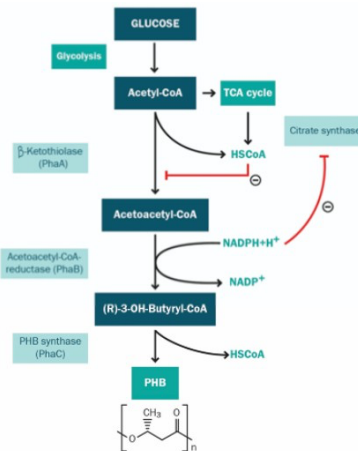 GLUCOSE
Glycolysis
Acetyl-CoA
TCA cycle
Citrate synthase
β-Ketothiolase
(PhaA)
HSCoA
⊖
Acetoacetyl-CoA
⊖
NADPH+H⁺
Acetoacetyl-CoA-
reductase (PhaB)
NADP⁺
(R)-3-OH-Butyryl-CoA
PHB synthase
(PhaC)
HSCoA
PHB
CH₃ O
O n